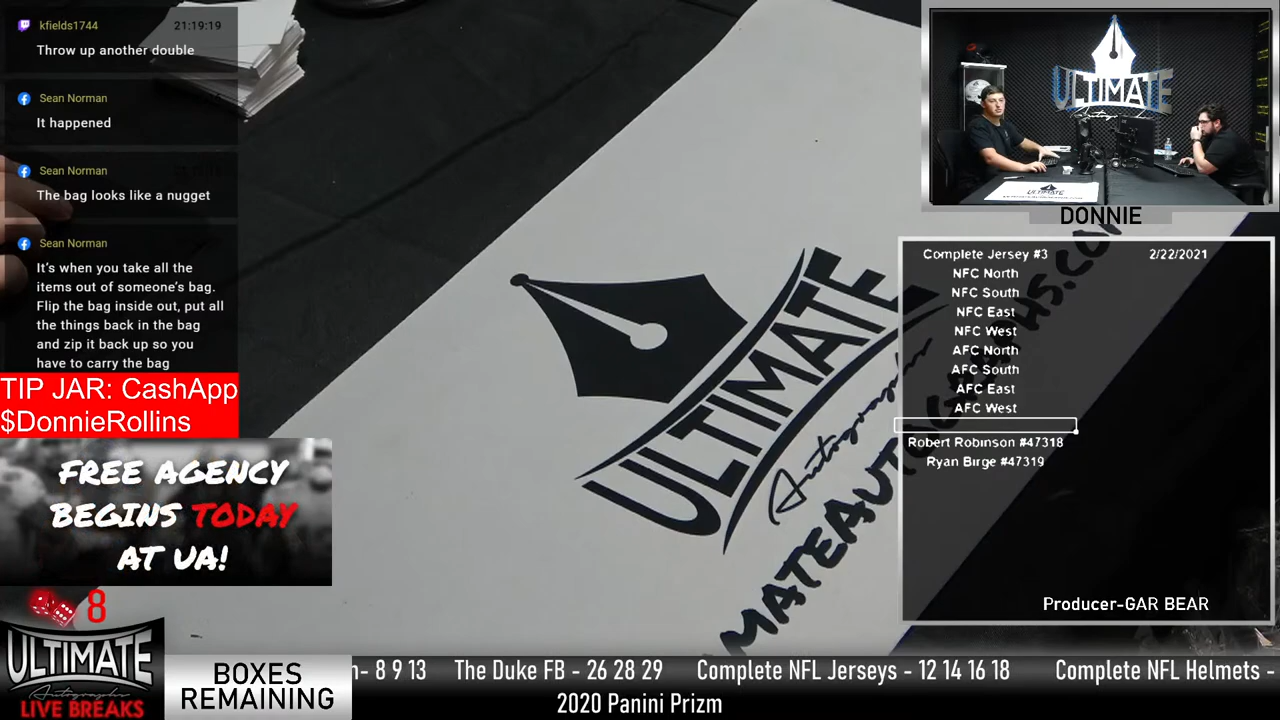 kfields1744 21:19:19
Throw up another double
Sean Norman
It happened
Sean Norman
The bag looks like a nugget
Sean Norman
It's when you take all the
items out of someone's bag.
Flip the bag inside out, put all
the things back in the bag
and zip it back up so you
have to carry the bag
TIP JAR: CashApp
$DonnieRollins
FREE AGENCY
BEGINS TODAY
AT UA!
8
ULTIMATE
Autographs
LIVE BREAKS
BOXES
REMAINING
ULTIMATE
Autographs
ULTIMATE
Autographs
ULTIMATE
DONNIE
Complete Jersey #3 2/22/2021
NFC North
NFC South
NFC East
NFC West
AFC North
AFC South
AFC East
AFC West
Robert Robinson #47318
Ryan Birge #47319
Producer-GAR BEAR
- 8 9 13 The Duke FB - 26 28 29 Complete NFL Jerseys - 12 14 16 18 Complete NFL Helmets -
2020 Panini Prizm